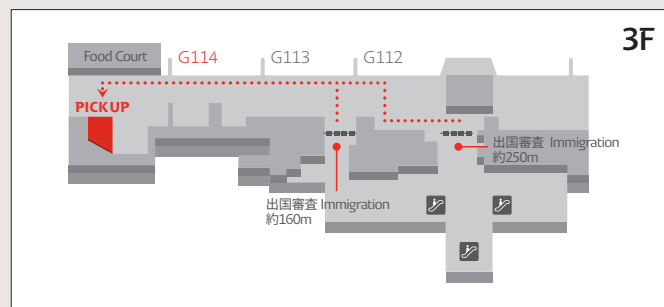 3F
Food Court
G114
G113
G112
PICK UP
出国審査 Immigration
約250m
出国審査 Immigration
約160m